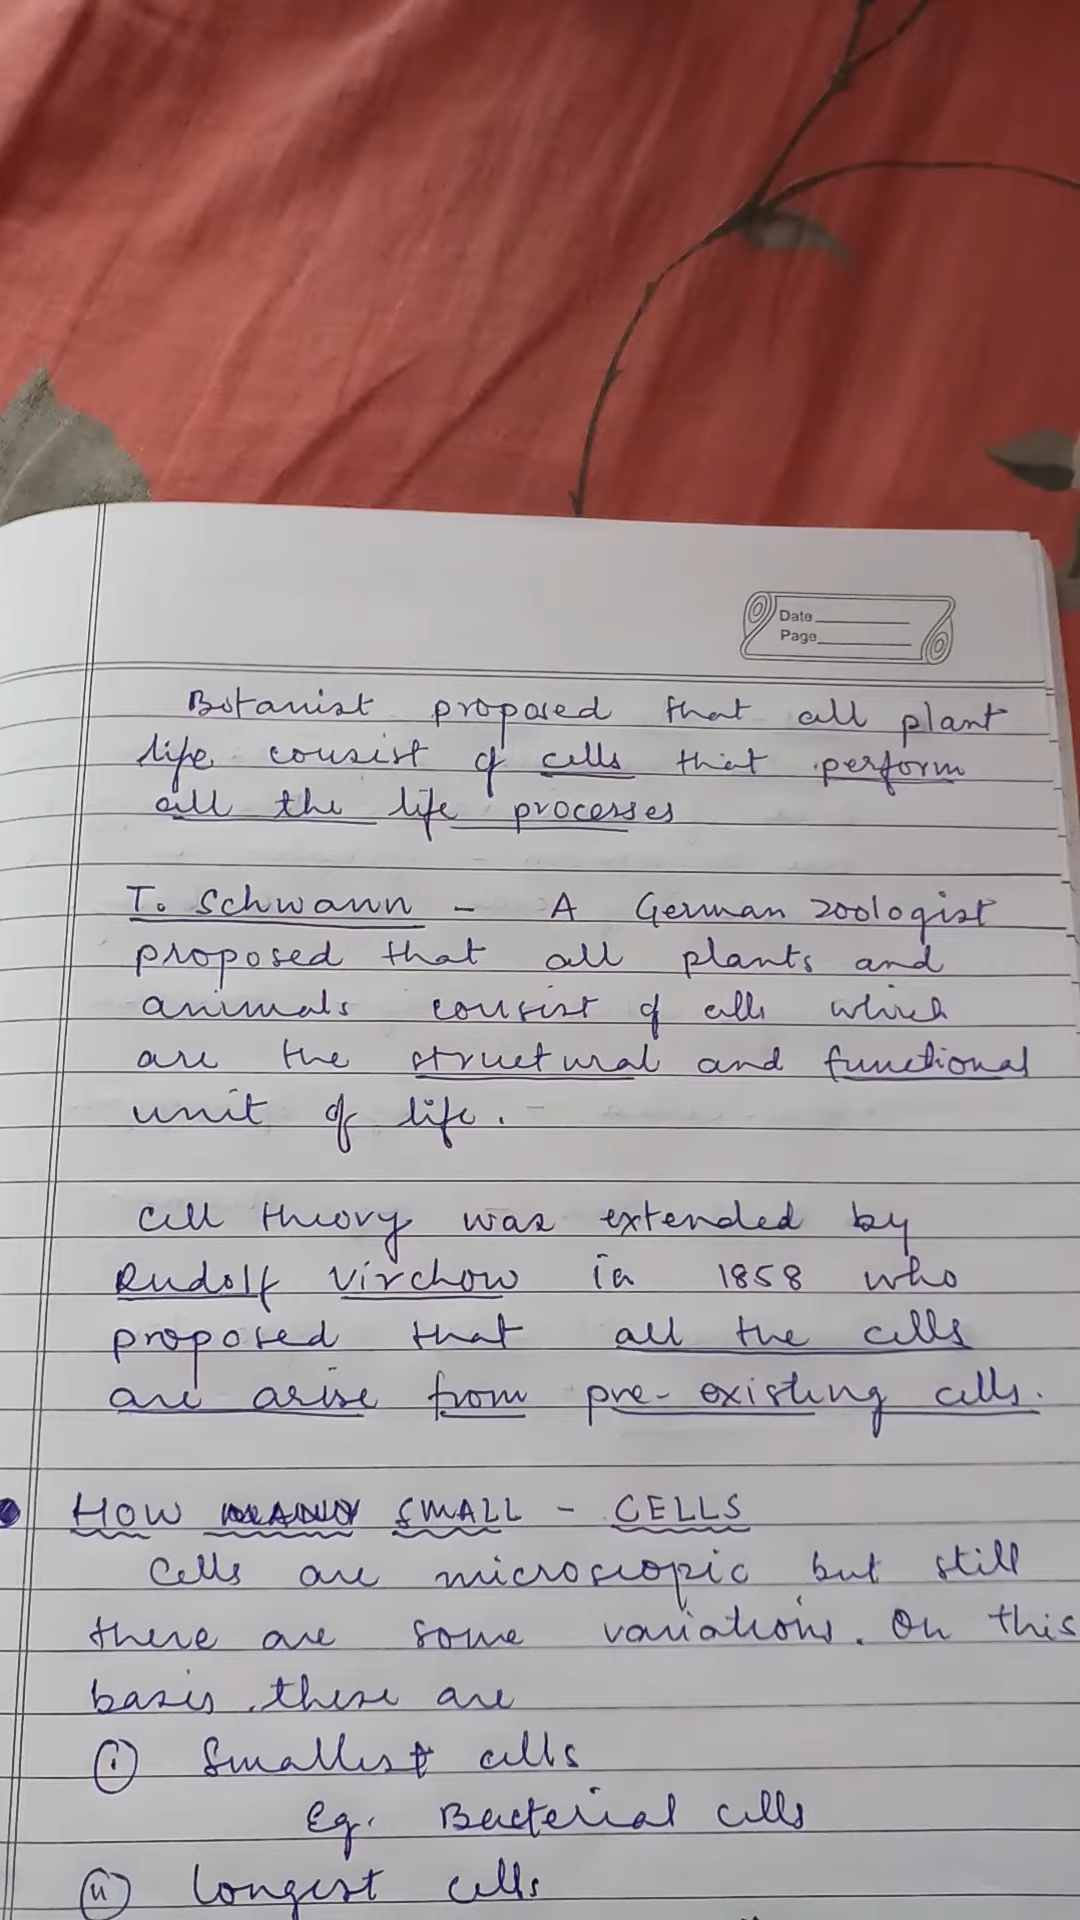 Date
Page
Botanist proposed that all plant
life consist of cells that perform
all the life processes
T. Schwann - A German zoologist
proposed that all plants and
animals consist of cells which
are the structural and functional
unit of life.
Cell theory was extended by
Rudolf Virchow in 1858 who
proposed that all the cells
are arise from pre-existing cells.
HOW SMALL - CELLS
Cells are microscopic but still
there are some variations. On this
basis these are
(i) Smallest cells
Eg. Bacterial cells
(ii) Longest cells